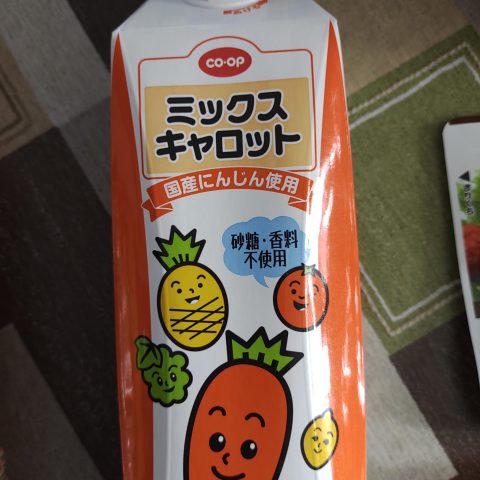 CO·OP
ミックス
キャロット
国産にんじん使用
砂糖・香料
不使用